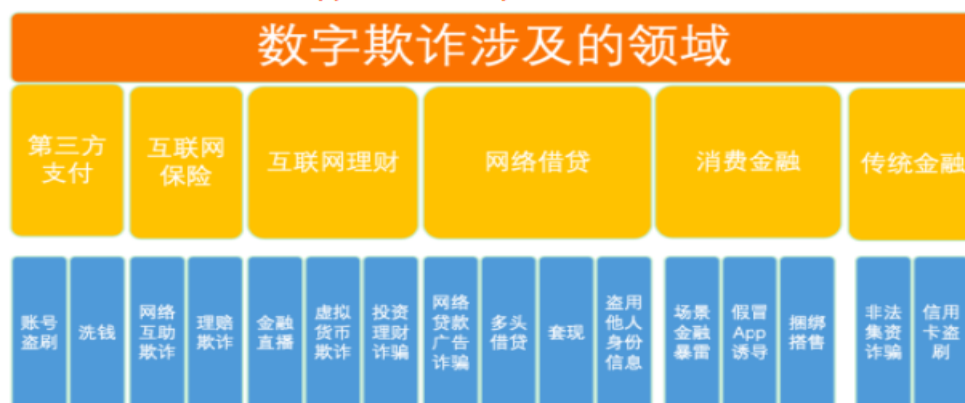 数字欺诈涉及的领域
第三方
支付
互联网
保险
互联网理财
网络借贷
消费金融
传统金融
账号
盗刷
洗钱
网络
互助
欺诈
理赔
欺诈
金融
直播
虚拟
货币
欺诈
投资
理财
诈骗
网络
贷款
广告
诈骗
多头
借贷
套现
盗用
他人
身份
信息
场景
金融
暴雷
假冒
App
诱导
捆绑
搭售
非法
集资
诈骗
信用
卡盗
刷